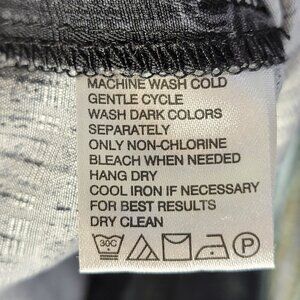 MACHINE WASH COLD
GENTLE CYCLE
WASH DARK COLORS
SEPARATELY
ONLY NON-CHLORINE
BLEACH WHEN NEEDED
HANG DRY
COOL IRON IF NECESSARY
FOR BEST RESULTS
DRY CLEAN
30C P